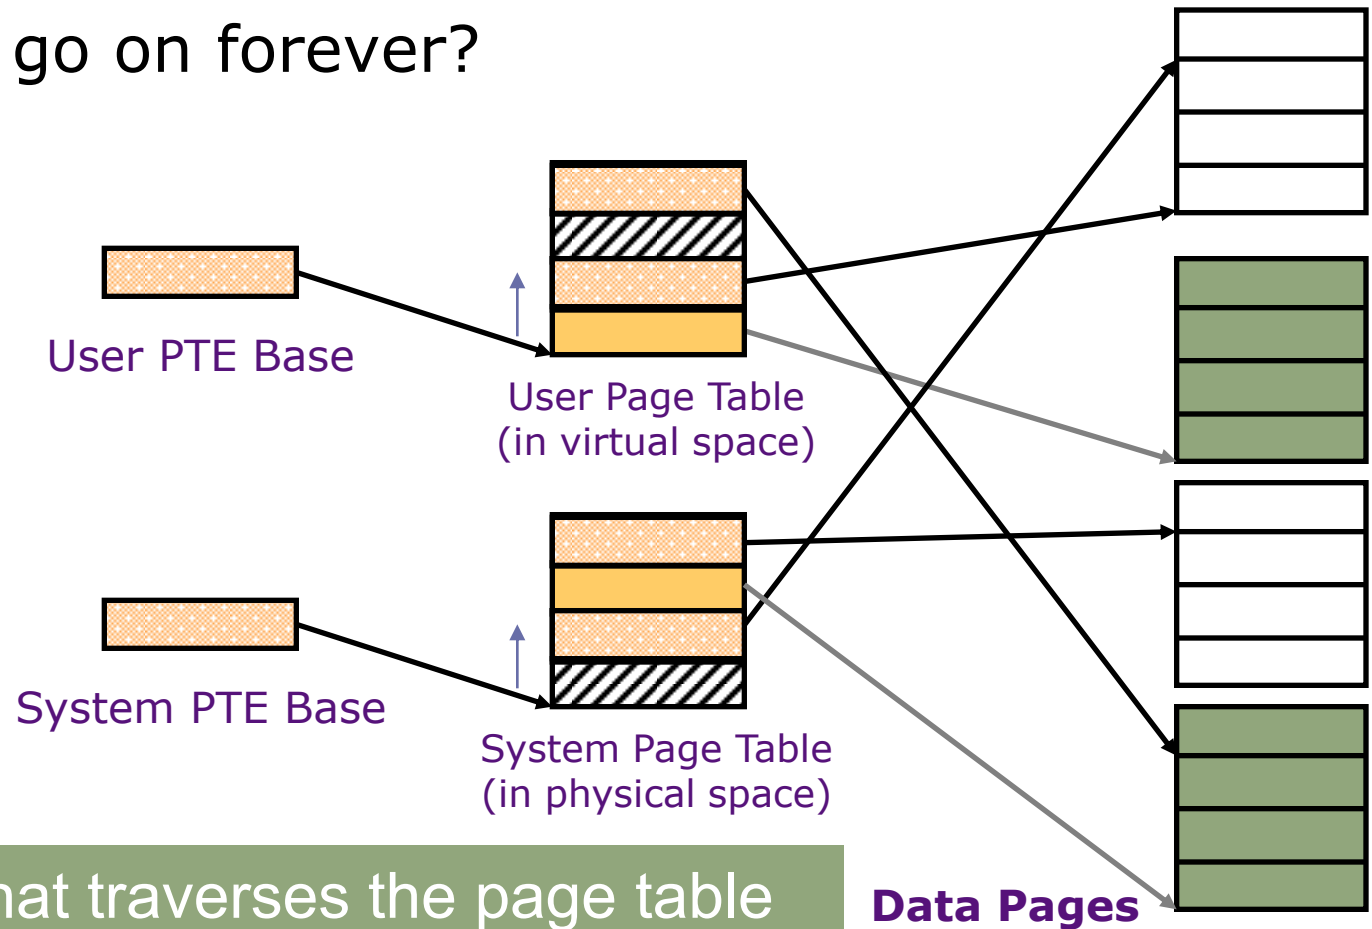 go on forever?
User PTE Base
User Page Table
(in virtual space)
System PTE Base
System Page Table
(in physical space)
hat traverses the page table
Data Pages